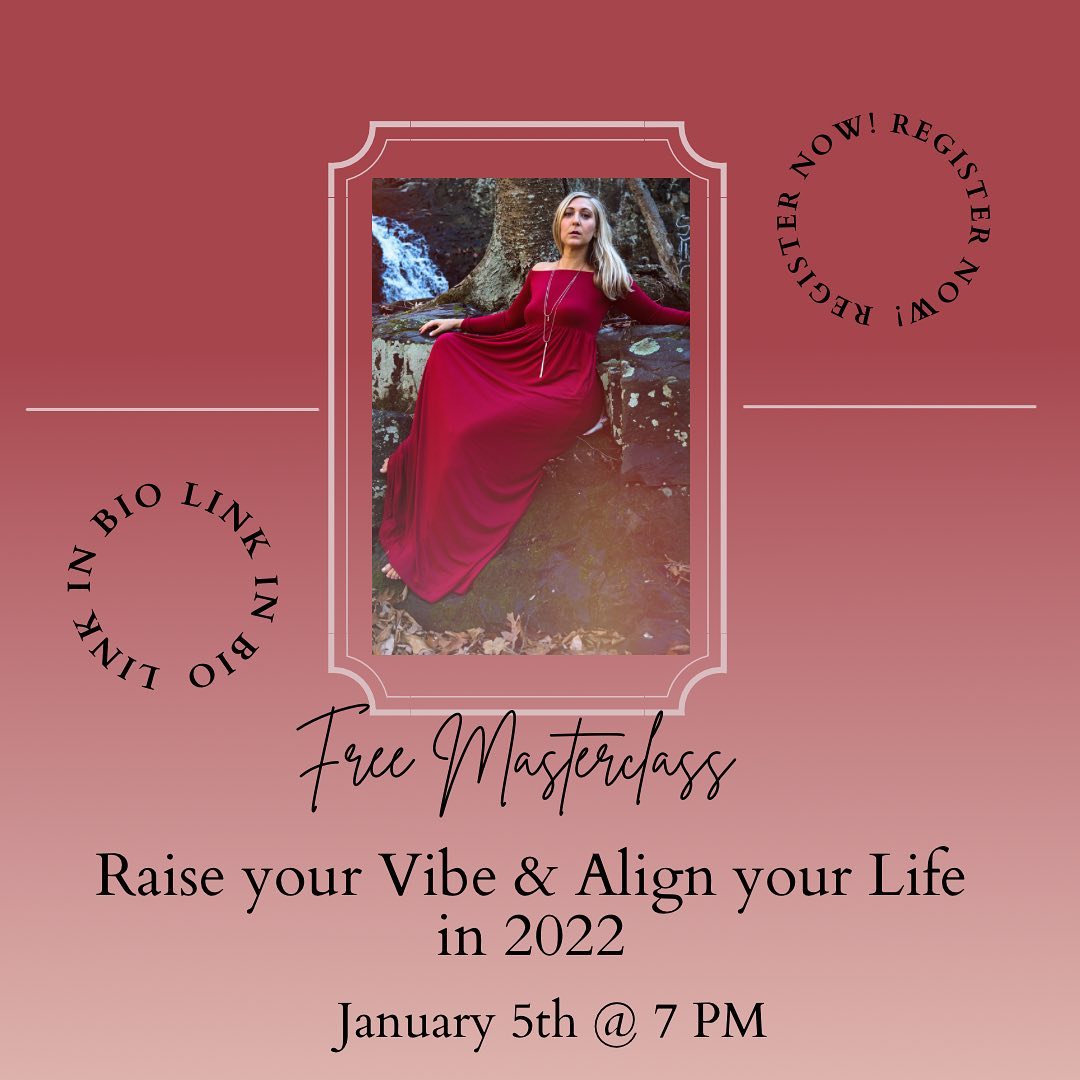 REGISTER NOW! REGISTER NOW!
LINK IN BIO LINK IN BIO
Free Masterclass
Raise your Vibe & Align your Life
in 2022
January 5th @ 7 PM